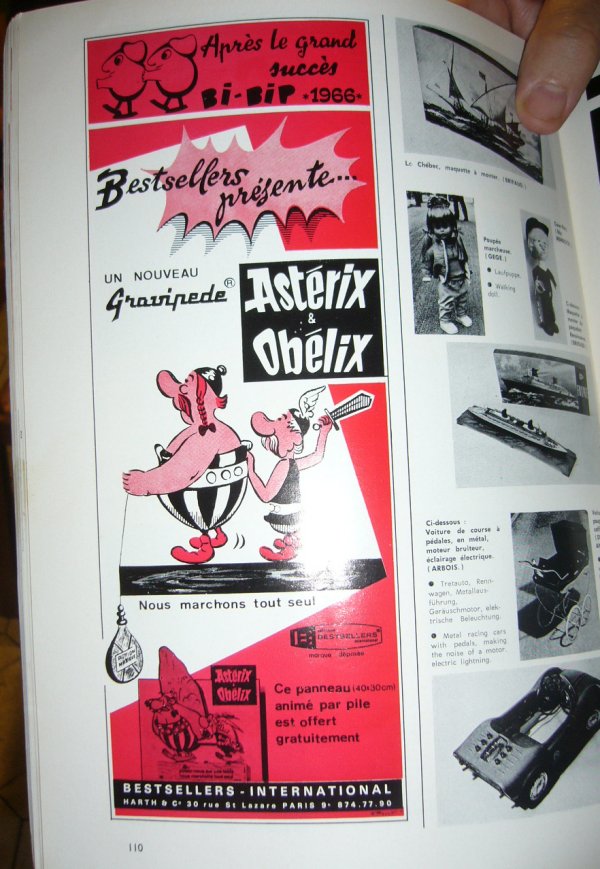 Après le grand
succès
Bi-Bip *1966*
Bestsellers
présente...
UN NOUVEAU
Gravipede ®
Astérix
&
Obélix
Nous marchons tout seul
BESTSELLERS
marque déposée
Astérix
Obélix
Ce panneau (40x30cm)
animé par pile
est offert
gratuitement
BESTSELLERS - INTERNATIONAL
HARTH & Cº 30 rue St Lazare PARIS 9ᵉ 874.77.90
110
Le Chébec, maquette à monter
Poupée
marcheuse.
(GEGE.)
● Laufpuppe.
● Walking
doll.
Ci-dessous :
Voiture de course à
pédales, en métal,
moteur bruiteur,
éclairage électrique.
(ARBOIS.)
● Tretauto, Renn-
wagen, Metallaus-
führung,
Geräuschmotor, elek-
trische Beleuchtung.
● Metal racing cars
with pedals, making
the noise of a motor,
electric lightning.